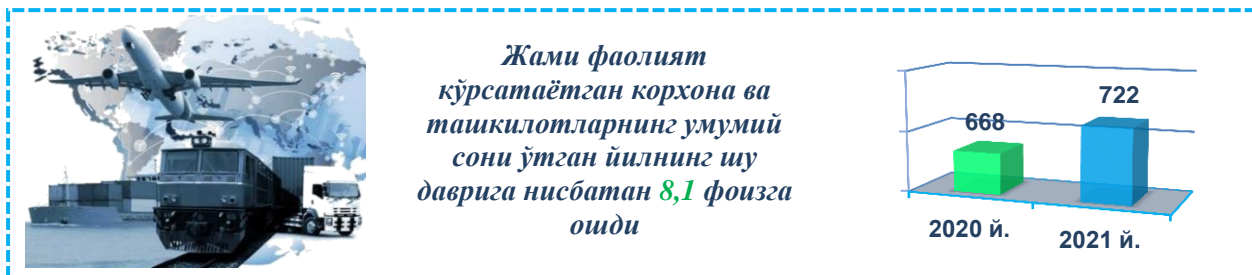 Жами фаолият
кўрсатаётган корхона ва
ташкилотларнинг умумий
сони ўтган йилнинг шу
даврига нисбатан 8,1 фоизга
ошди
722
668
2020 й.
2021 й.